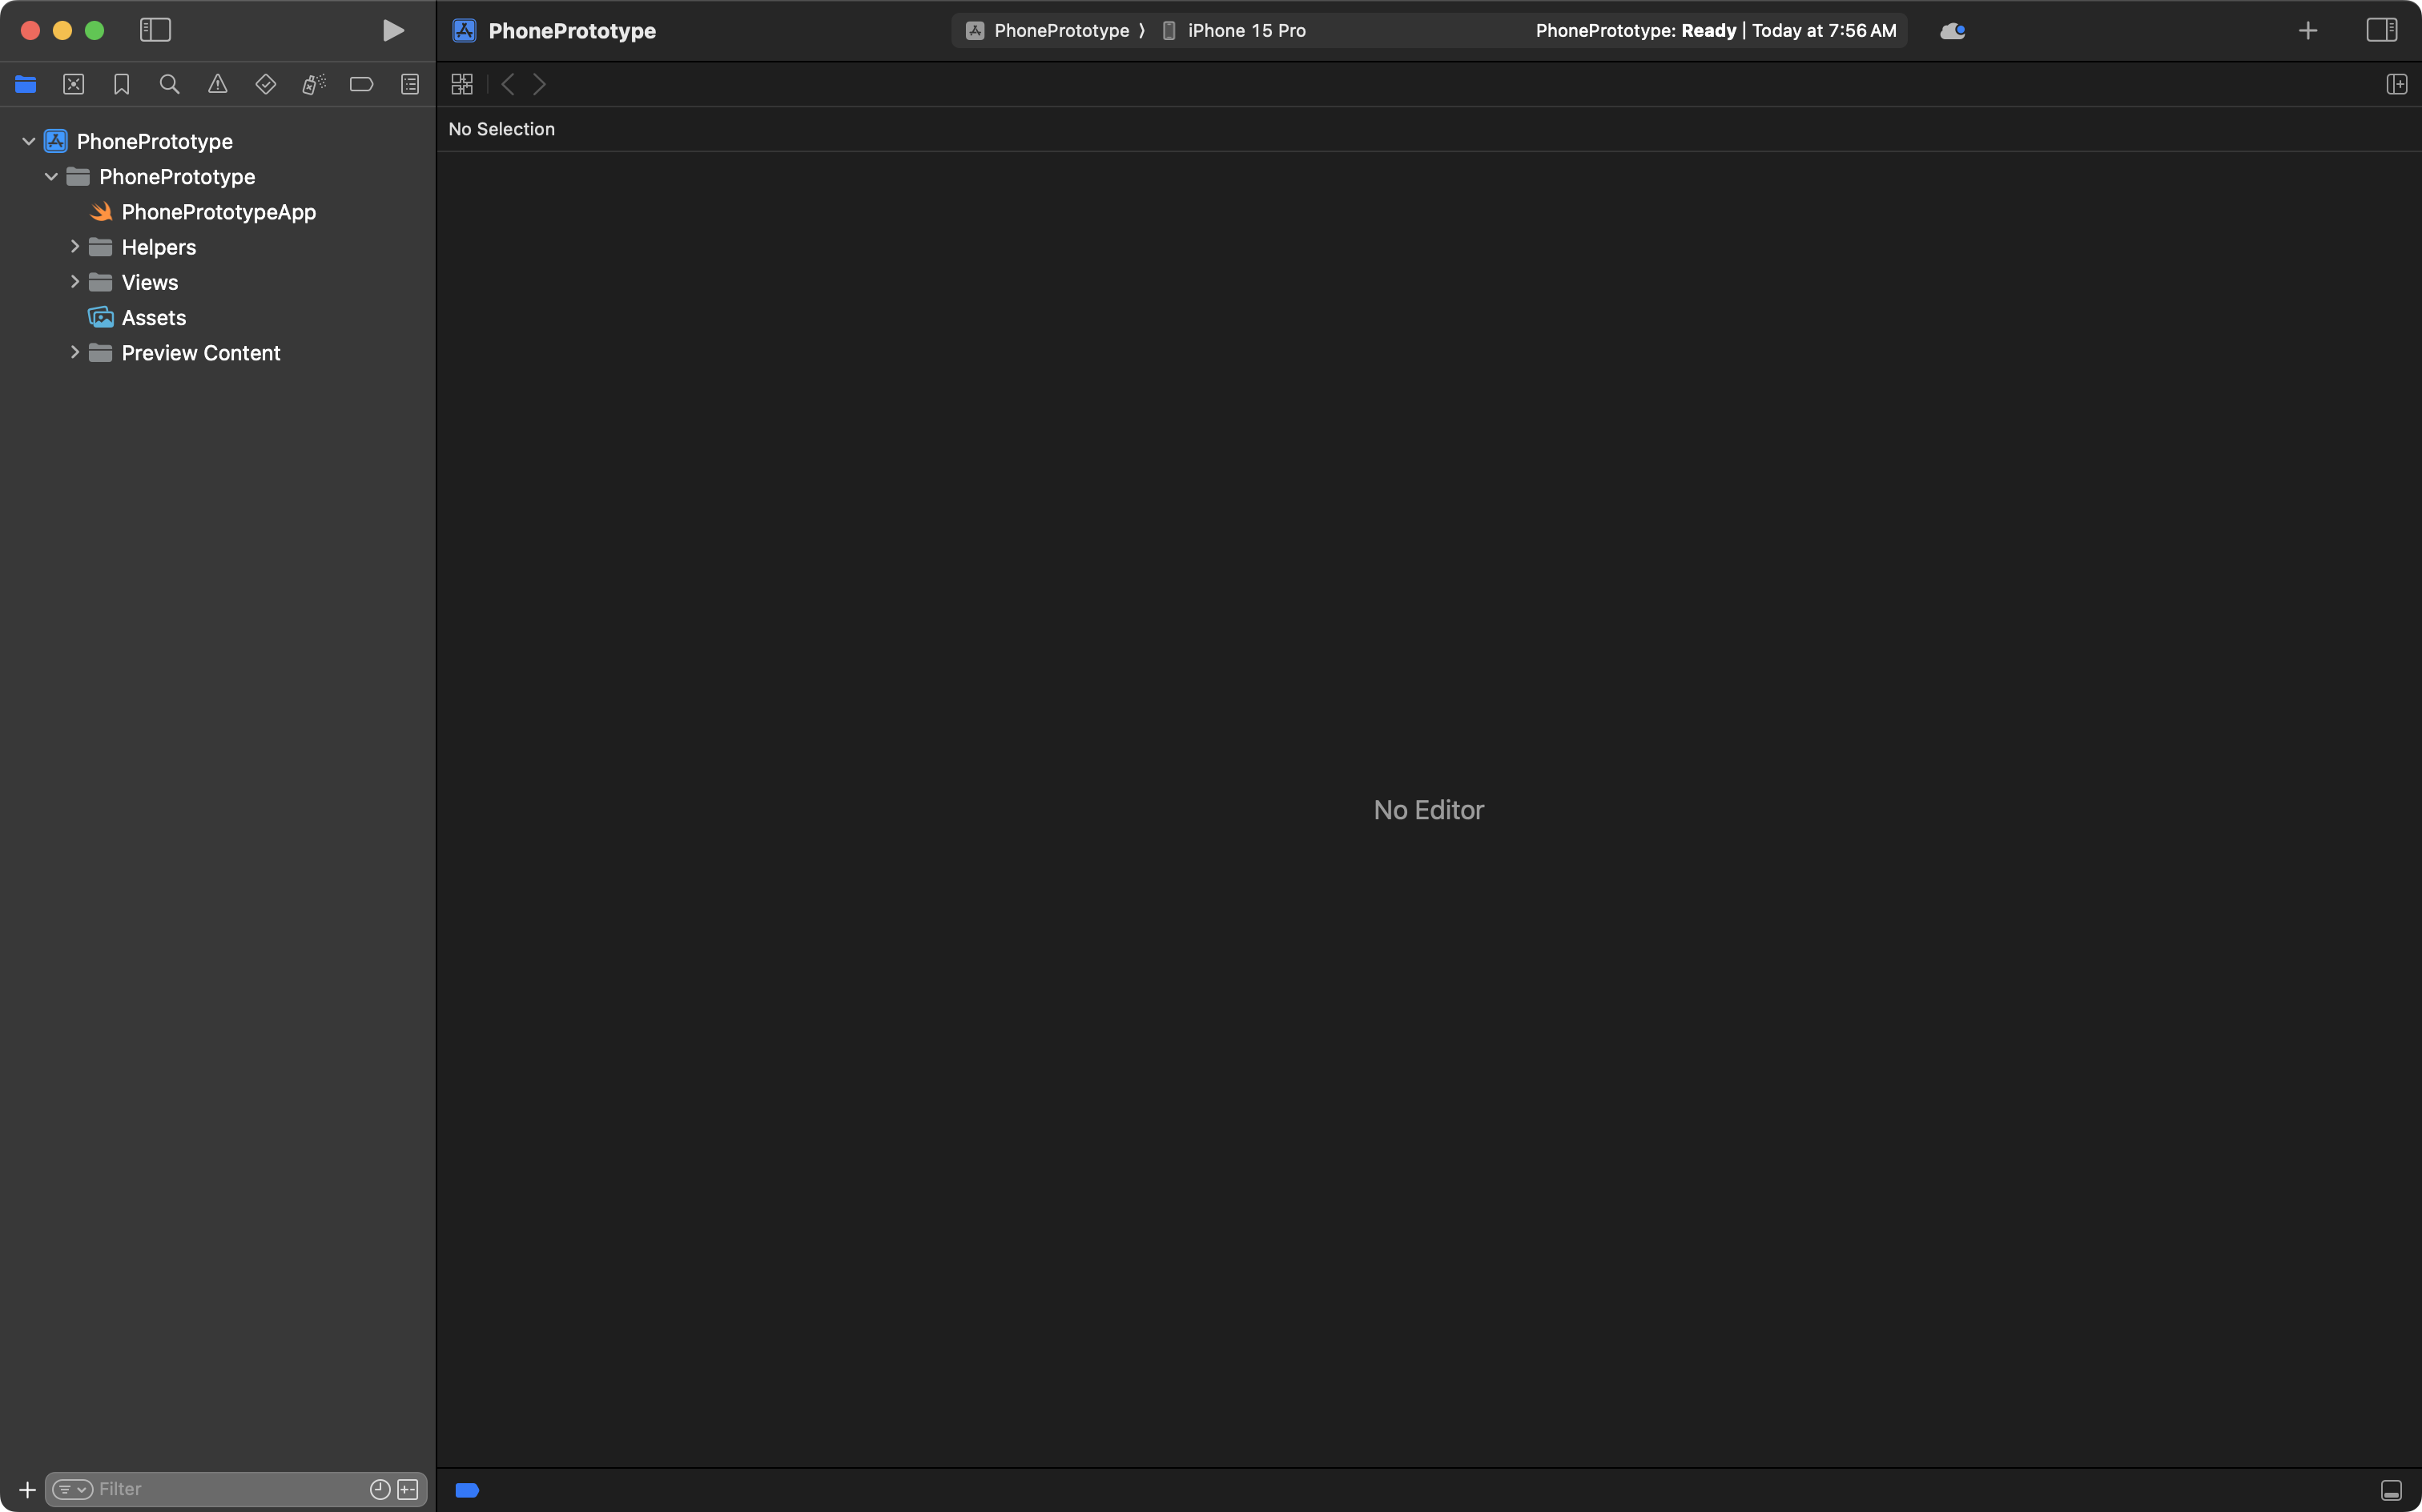 PhonePrototype
PhonePrototype ⟩ iPhone 15 Pro
PhonePrototype: Ready | Today at 7:56 AM
No Selection
PhonePrototype
PhonePrototype
PhonePrototypeApp
Helpers
Views
Assets
Preview Content
No Editor
Filter